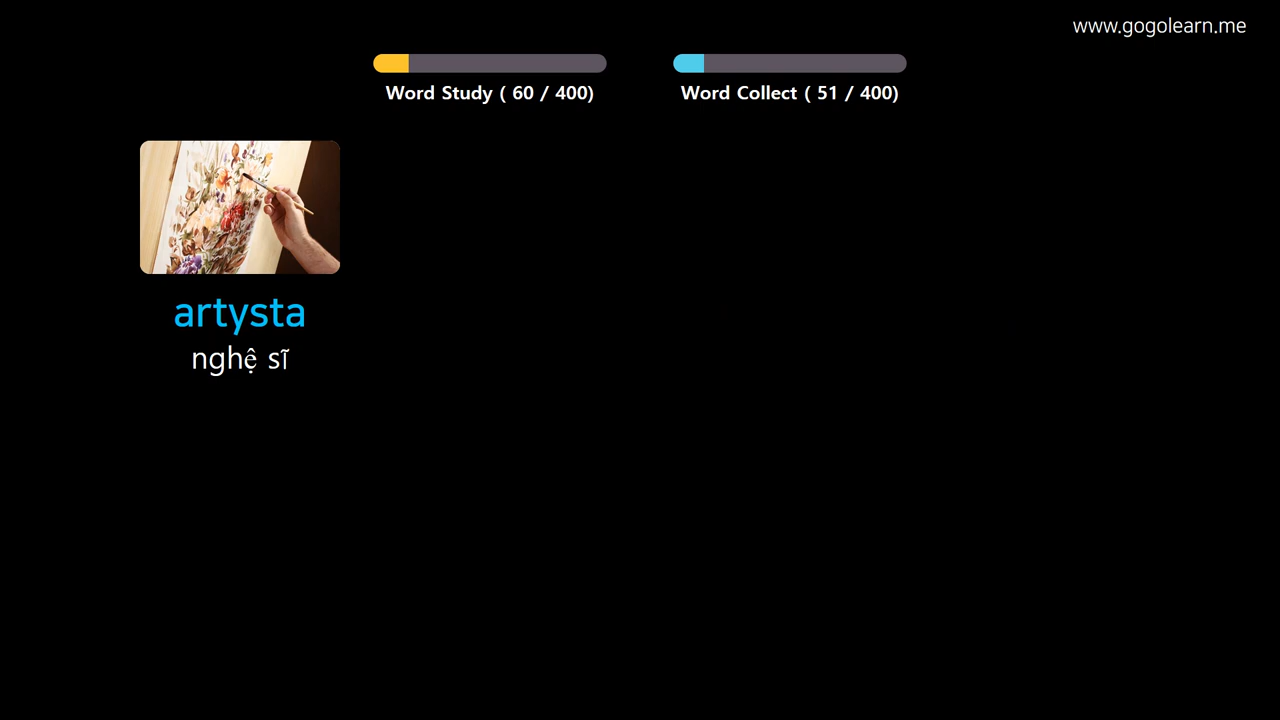 www.gogolearn.me
Word Study ( 60 / 400)
Word Collect ( 51 / 400)
artysta
nghệ sĩ